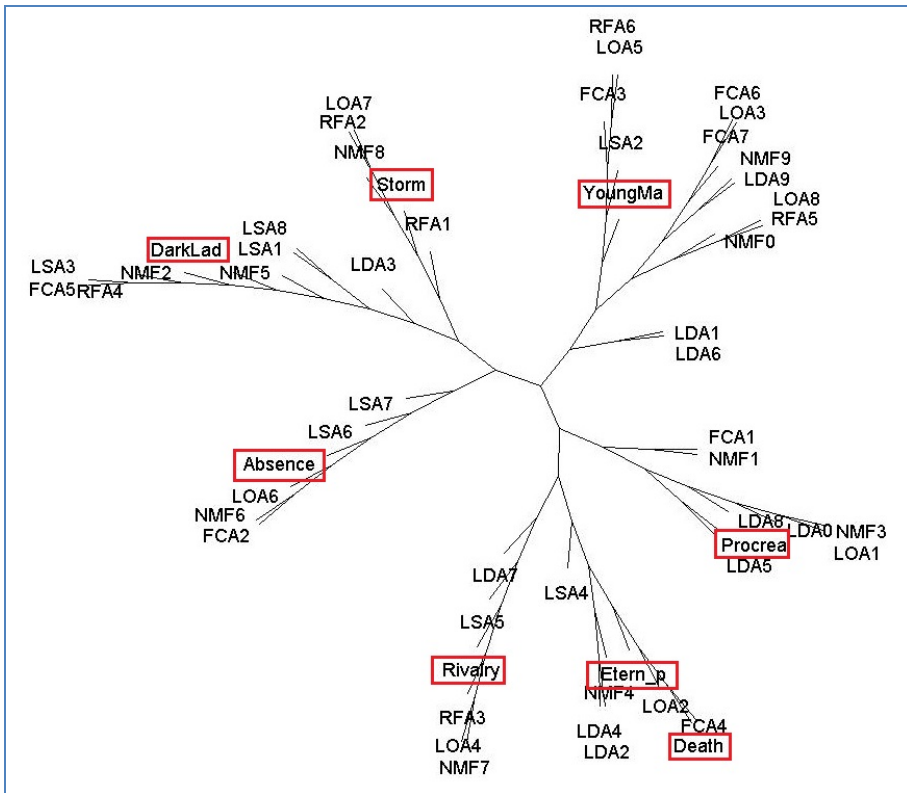 RFA6
LOA5
FCA3
FCA6
LOA3
FCA7
LOA7
RFA2
NMF8
LSA2
NMF9
LDA9
Storm
YoungMa
LOA8
RFA5
RFA1
NMF0
LSA8
LSA1
DarkLad
LDA3
LSA3
NMF2
NMF5
FCA5
RFA4
LDA1
LDA6
LSA7
LSA6
FCA1
NMF1
Absence
LOA6
NMF6
FCA2
LDA8
LDA0
NMF3
Procrea
LOA1
LDA5
LDA7
LSA4
LSA5
Rivalry
Etern_p
NMF4
LOA2
RFA3
FCA4
LDA4
LOA4
Death
LDA2
NMF7